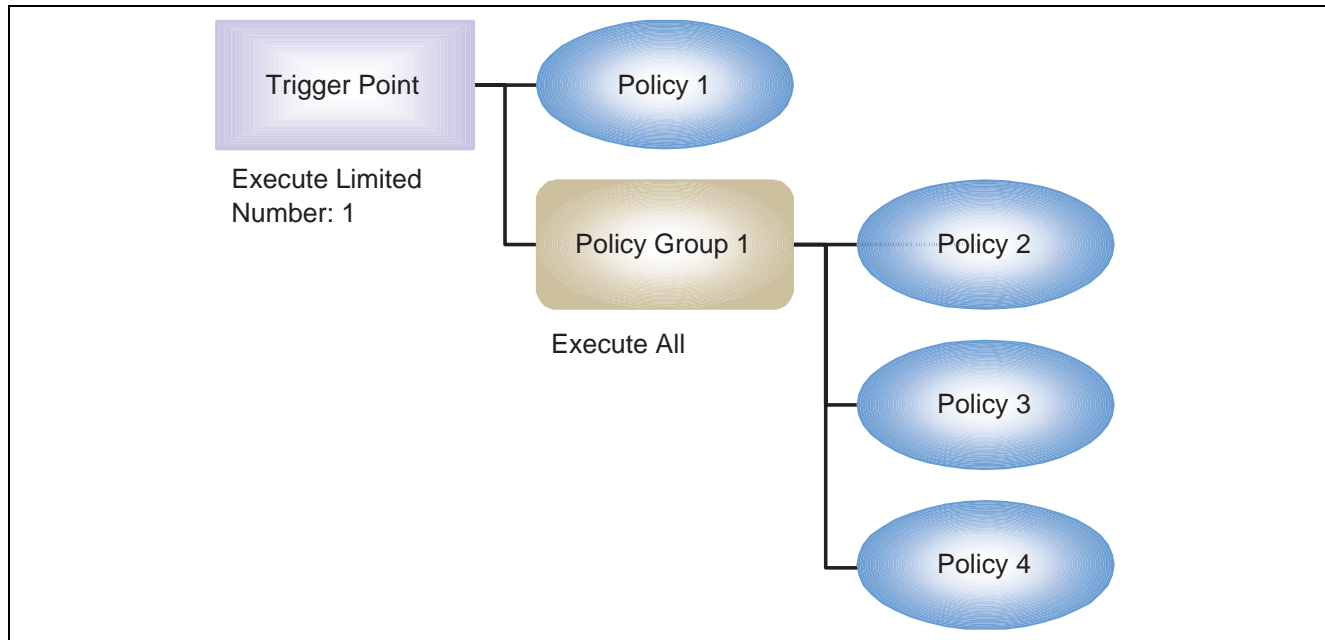 Trigger Point
Policy 1
Execute Limited
Number: 1
Policy Group 1
Policy 2
Execute All
Policy 3
Policy 4